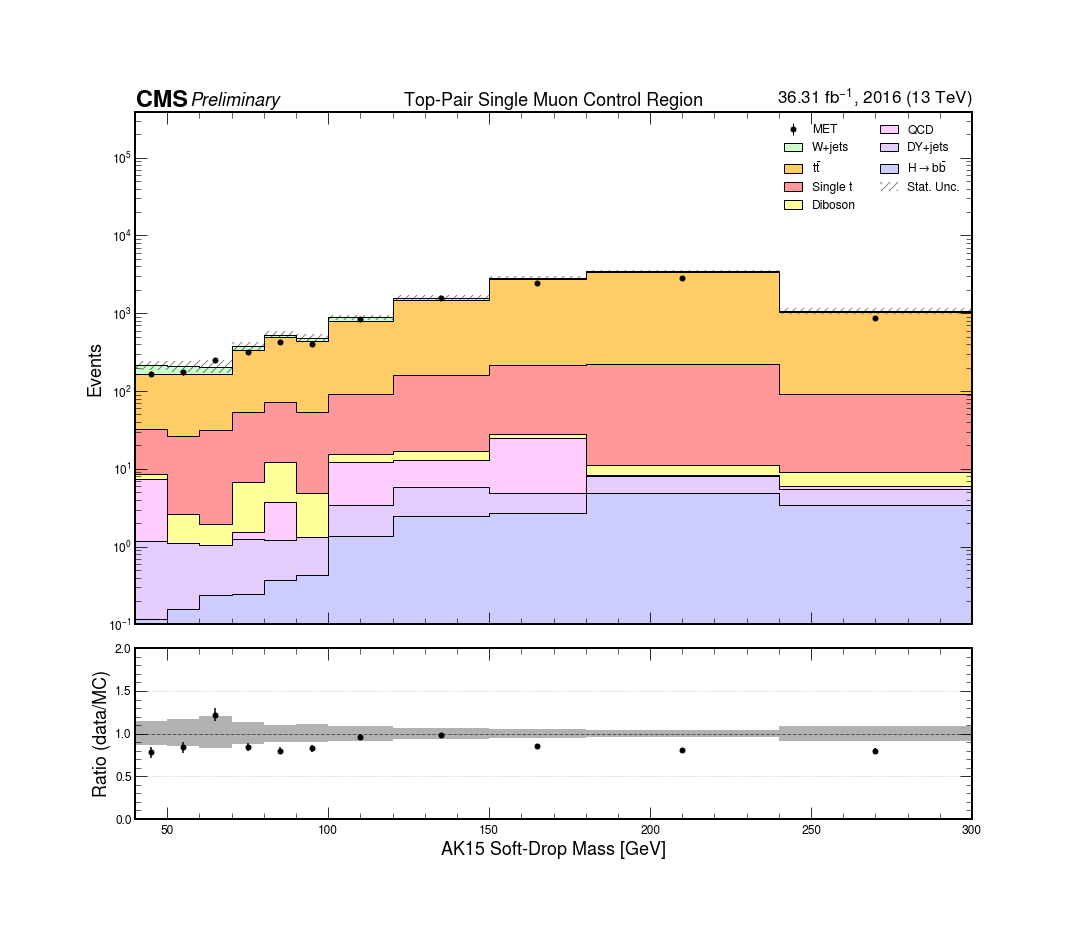 CMS Preliminary Top-Pair Single Muon Control Region 36.31 fb⁻¹, 2016 (13 TeV)
MET
W+jets
tt̄
Single t
Diboson
QCD
DY+jets
H→bb̄
Stat. Unc.
Events
10⁵
10⁴
10³
10²
10¹
10⁰
10⁻¹
Ratio (data/MC)
2.0
1.5
1.0
0.5
0.0
50 100 150 200 250 300
AK15 Soft-Drop Mass [GeV]